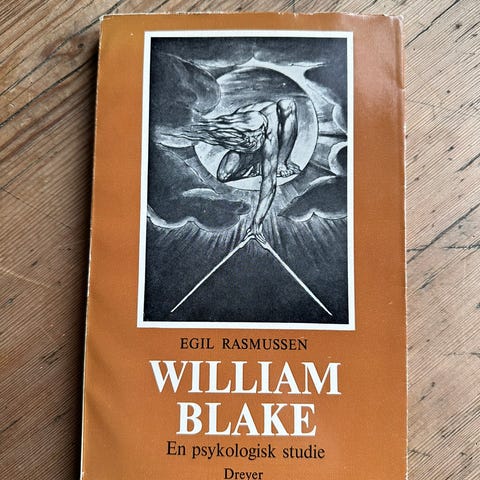 EGIL RASMUSSEN
WILLIAM
BLAKE
En psykologisk studie
Dreyer